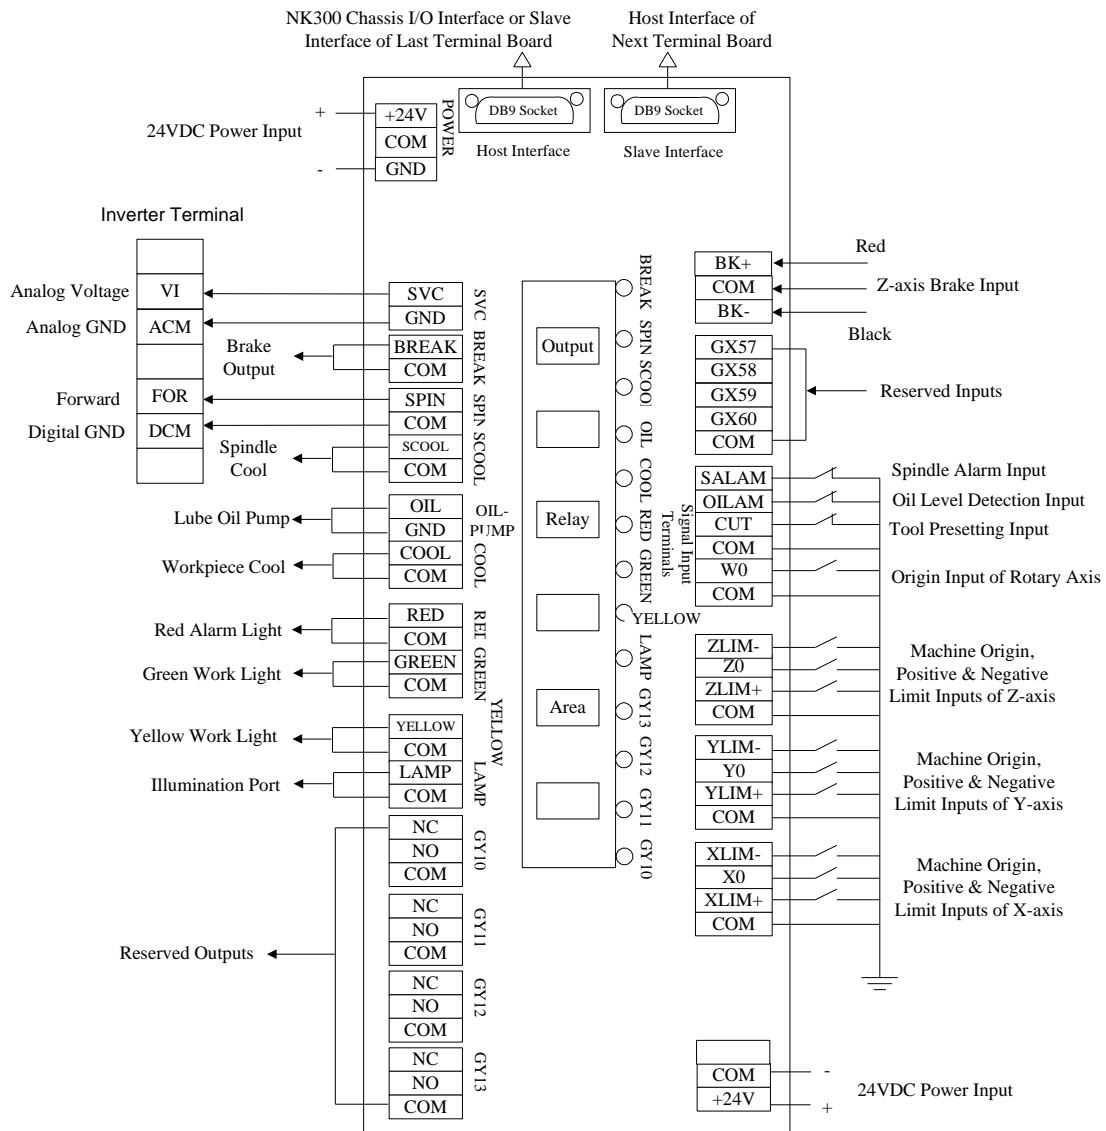 NK300 Chassis I/O Interface or Slave
Interface of Last Terminal Board
Host Interface of
Next Terminal Board
+
24VDC Power Input
-
+24V
COM
GND
POWER
DB9 Socket
Host Interface
DB9 Socket
Slave Interface
Inverter Terminal
Analog Voltage
VI
Analog GND
ACM
Forward
FOR
Digital GND
DCM
SVC
GND
SVC
Brake
Output
BREAK
COM
BREAK
SPIN
COM
SPIN
Spindle
Cool
SCOOL
COM
SCOOL
Lube Oil Pump
OIL
GND
OIL-
PUMP
Workpiece Cool
COOL
COM
COOL
Red Alarm Light
RED
COM
RED
Green Work Light
GREEN
COM
GREEN
Yellow Work Light
YELLOW
COM
YELLOW
Illumination Port
LAMP
COM
LAMP
Reserved Outputs
NC
NO
COM
GY10
NC
NO
COM
GY11
NC
NO
COM
GY12
NC
NO
COM
GY13
Output
Relay
Area
BREAK
SPIN
SCOOl
OIL
COOL
RED
GREEN
YELLOW
LAMP
GY13
GY12
GY11
GY10
Signal Input
Terminals
BK+
COM
BK-
Red
Z-axis Brake Input
Black
GX57
GX58
GX59
GX60
COM
Reserved Inputs
SALAM
OILAM
CUT
COM
W0
COM
Spindle Alarm Input
Oil Level Detection Input
Tool Presetting Input
Origin Input of Rotary Axis
ZLIM-
Z0
ZLIM+
COM
Machine Origin,
Positive & Negative
Limit Inputs of Z-axis
YLIM-
Y0
YLIM+
COM
Machine Origin,
Positive & Negative
Limit Inputs of Y-axis
XLIM-
X0
XLIM+
COM
Machine Origin,
Positive & Negative
Limit Inputs of X-axis
COM
+24V
-
24VDC Power Input
+